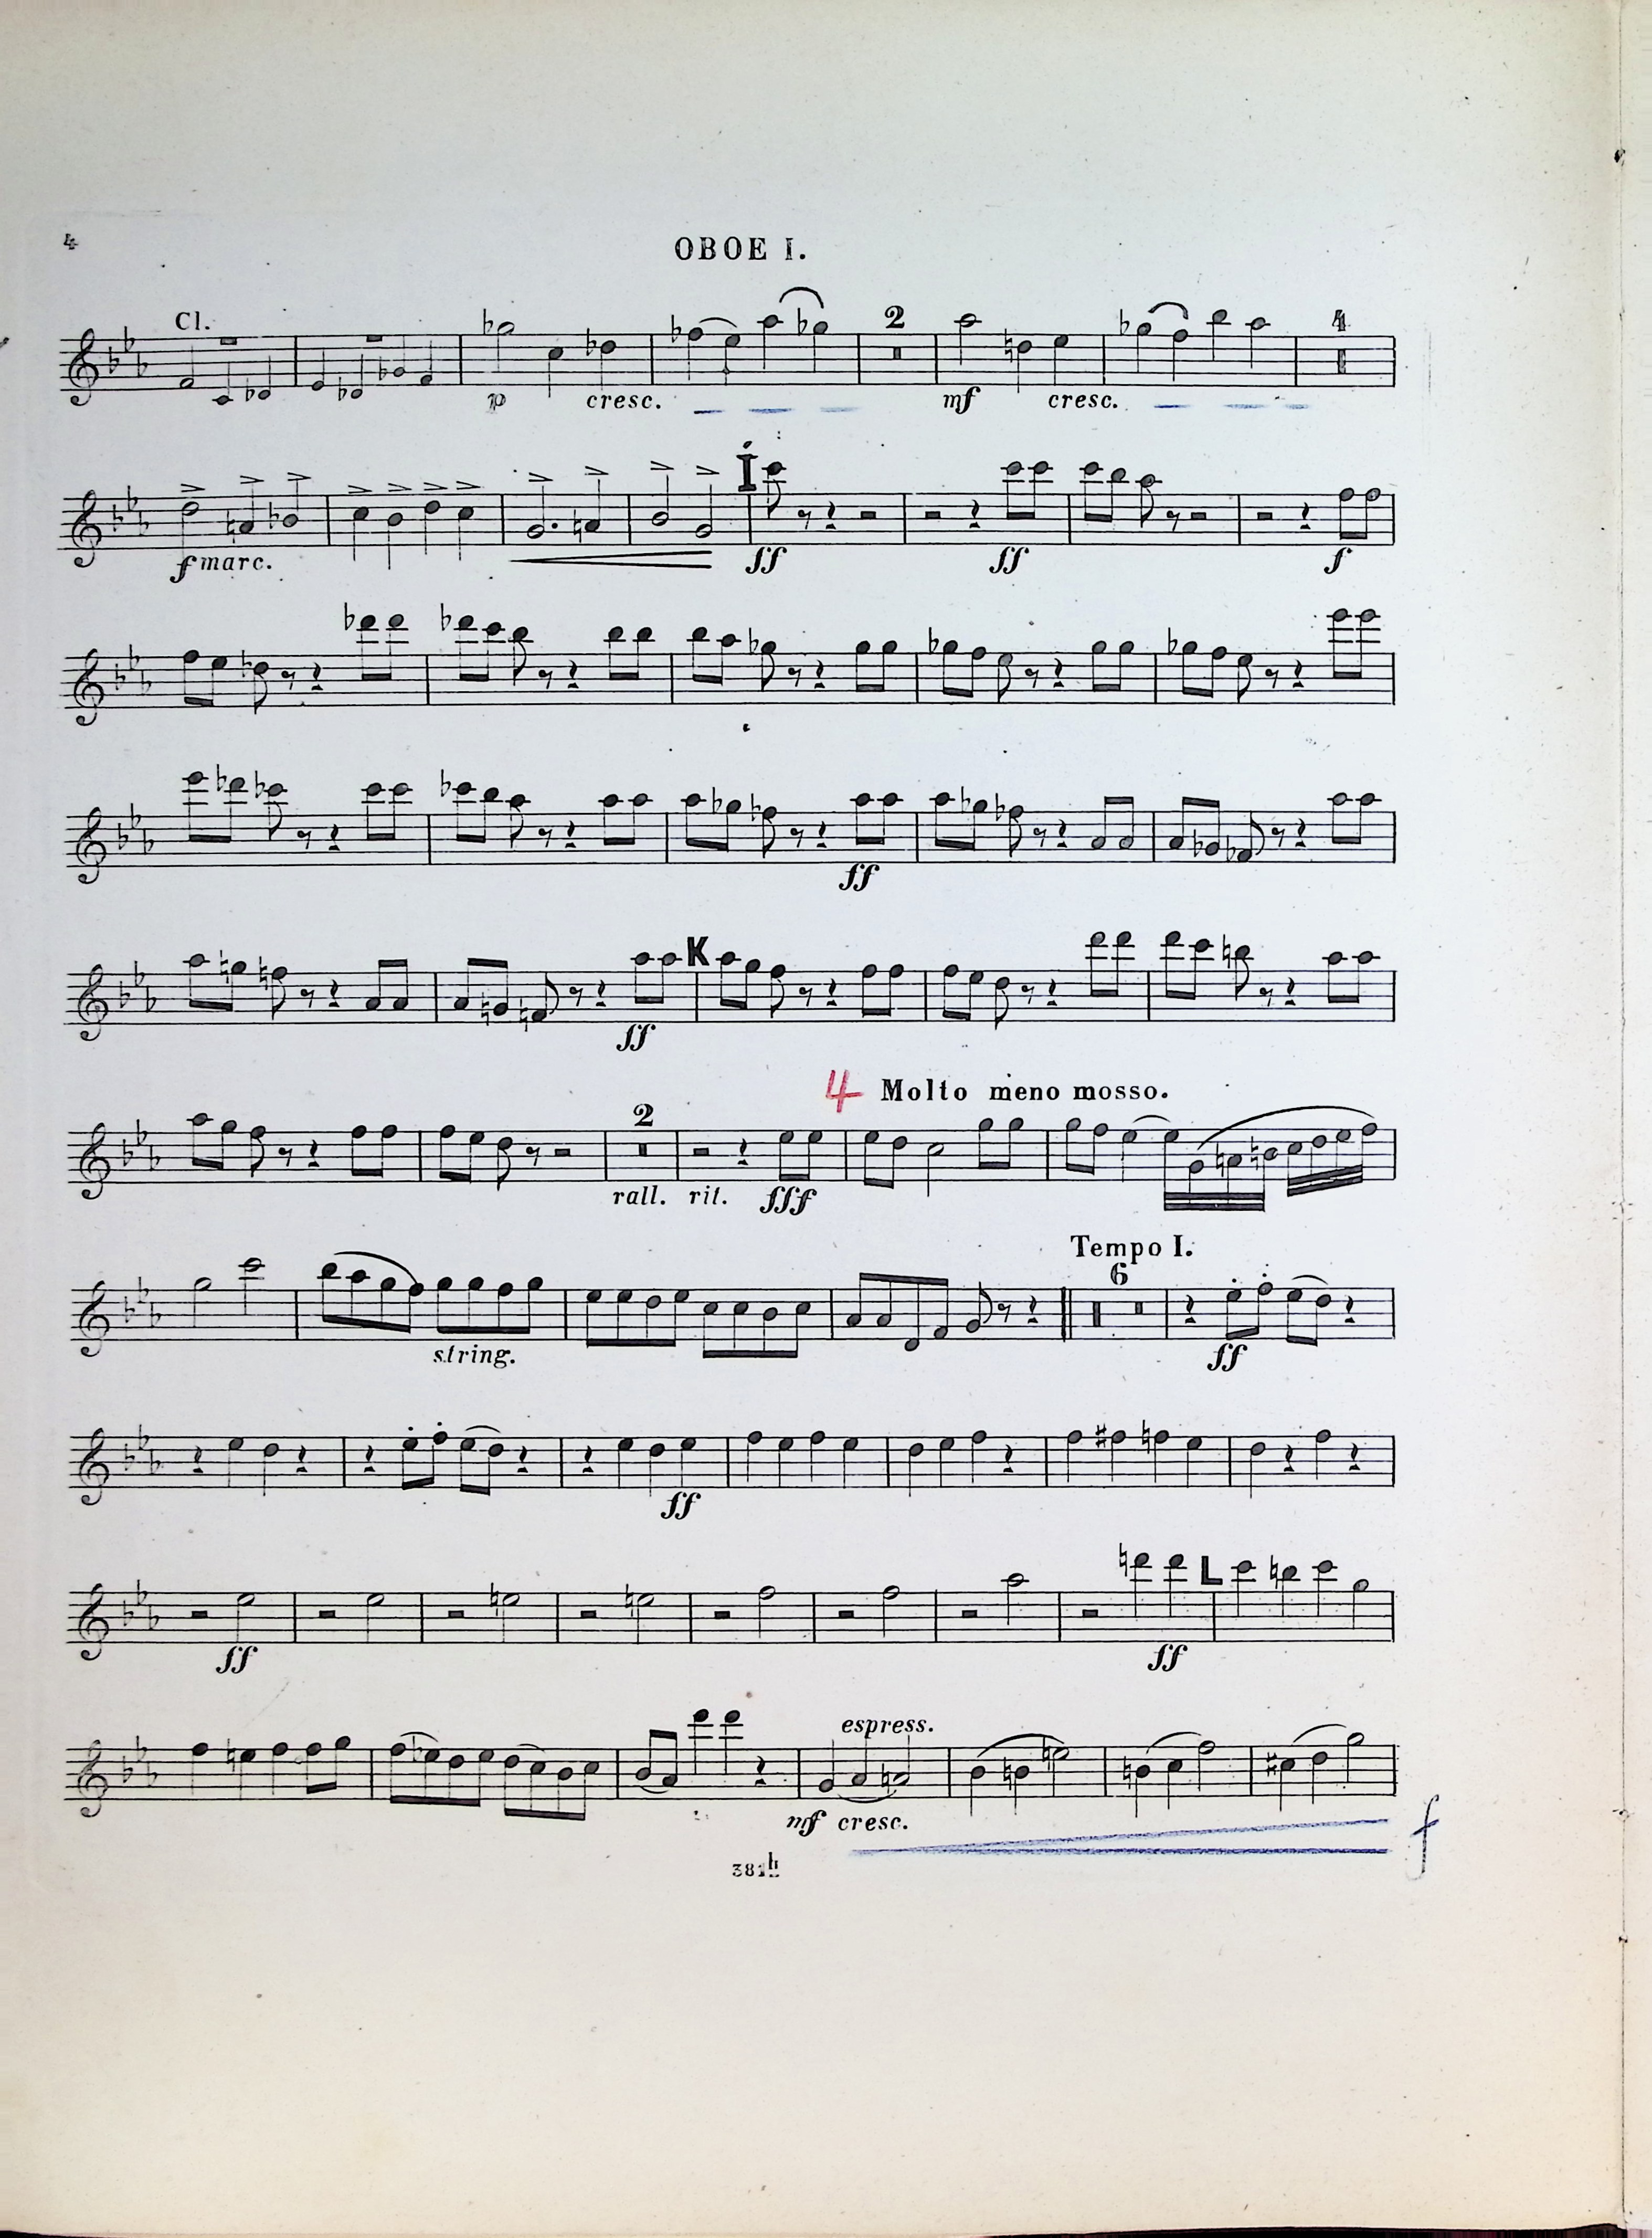 4
OBOE I.
Cl.
2
4
p cresc. mf cresc.
I
f marc. ff ff f
ff
K
ff
4 Molto meno mosso.
2
rall. rit. fff
Tempo I.
6
string. ff
ff
L
ff ff
espress.
mf cresc. f